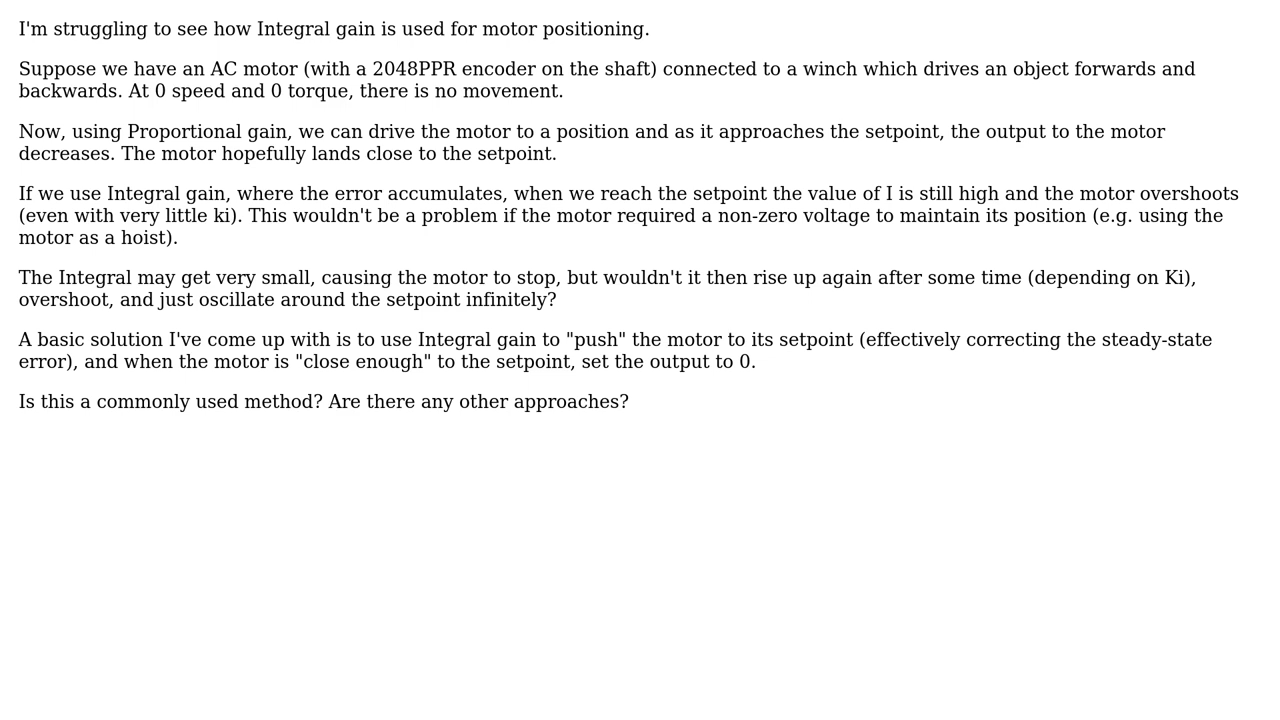 I'm struggling to see how Integral gain is used for motor positioning.
Suppose we have an AC motor (with a 2048PPR encoder on the shaft) connected to a winch which drives an object forwards and
backwards. At 0 speed and 0 torque, there is no movement.
Now, using Proportional gain, we can drive the motor to a position and as it approaches the setpoint, the output to the motor
decreases. The motor hopefully lands close to the setpoint.
If we use Integral gain, where the error accumulates, when we reach the setpoint the value of I is still high and the motor overshoots
(even with very little ki). This wouldn't be a problem if the motor required a non-zero voltage to maintain its position (e.g. using the
motor as a hoist).
The Integral may get very small, causing the motor to stop, but wouldn't it then rise up again after some time (depending on Ki),
overshoot, and just oscillate around the setpoint infinitely?
A basic solution I've come up with is to use Integral gain to "push" the motor to its setpoint (effectively correcting the steady-state
error), and when the motor is "close enough" to the setpoint, set the output to 0.
Is this a commonly used method? Are there any other approaches?